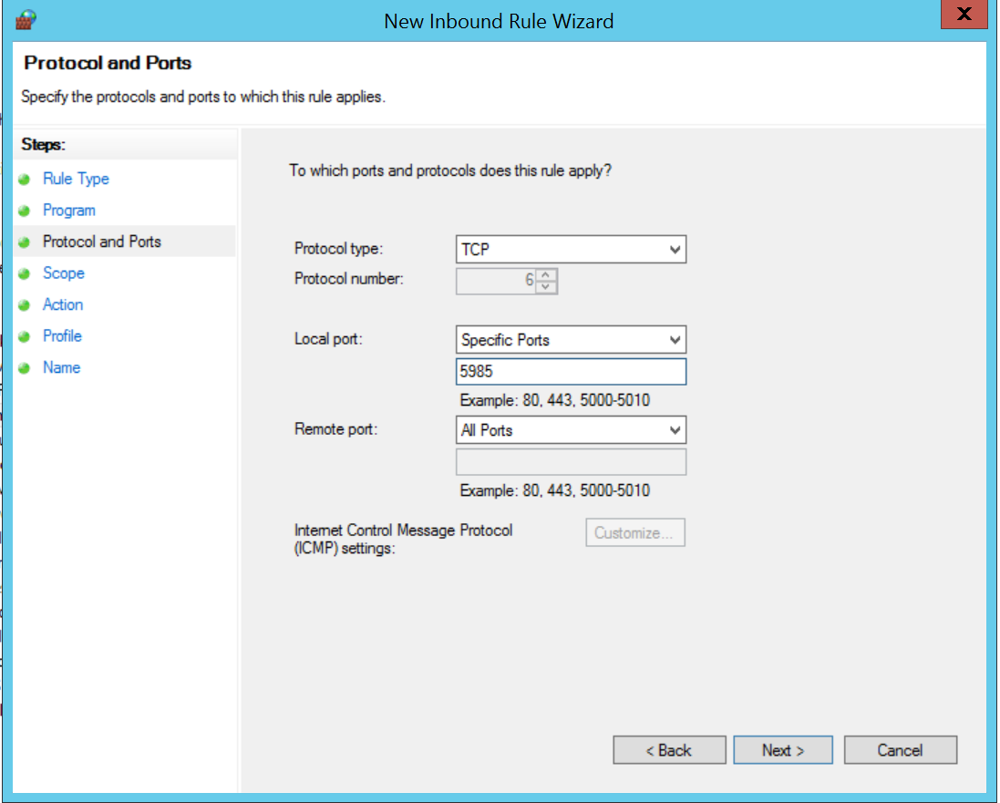 New Inbound Rule Wizard
X
Protocol and Ports
Specify the protocols and ports to which this rule applies.
Steps:
Rule Type
Program
Protocol and Ports
Scope
Action
Profile
Name
To which ports and protocols does this rule apply?
Protocol type: TCP
Protocol number: 6
Local port: Specific Ports
5985
Example: 80, 443, 5000-5010
Remote port: All Ports
Example: 80, 443, 5000-5010
Internet Control Message Protocol
(ICMP) settings:
Customize...
< Back Next > Cancel